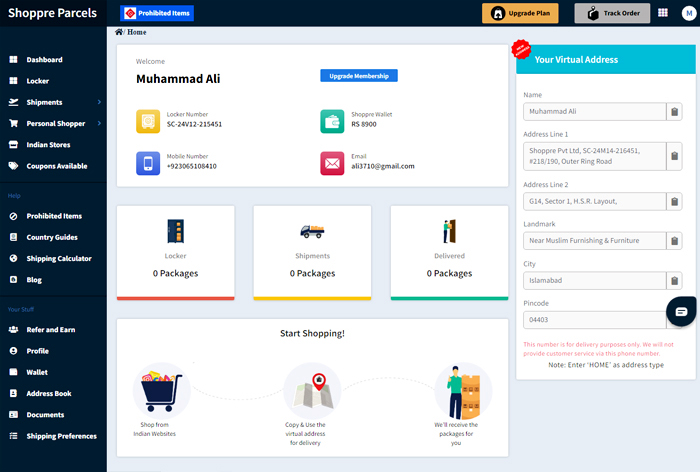 Shoppre Parcels
Prohibited Items
Upgrade Plan
Track Order
M
Dashboard
Locker
Shipments
Personal Shopper
Indian Stores
Coupons Available
Help
Prohibited Items
Country Guides
Shipping Calculator
Blog
Your Stuff
Refer and Earn
Profile
Wallet
Address Book
Documents
Shipping Preferences
/ Home
Welcome
Muhammad Ali
Upgrade Membership
Locker Number
SC-24V12-215451
Shoppre Wallet
RS 8900
Mobile Number
+923065108410
Email
ali3710@gmail.com
Locker
0 Packages
Shipments
0 Packages
Delivered
0 Packages
Start Shopping!
Shop from
Indian Websites
Copy & Use the
virtual address
for delivery
We'll receive the
packages for
you
Your Virtual Address
Name
Muhammad Ali
Address Line 1
Shoppre Pvt Ltd, SC-24M14-216451,
#218/190, Outer Ring Road
Address Line 2
G14, Sector 1, H.S.R. Layout,
Landmark
Near Muslim Furnishing & Furniture
City
Islamabad
Pincode
04403
This number is for delivery purposes only. We will not
provide customer service via this phone number.
Note: Enter 'HOME' as address type